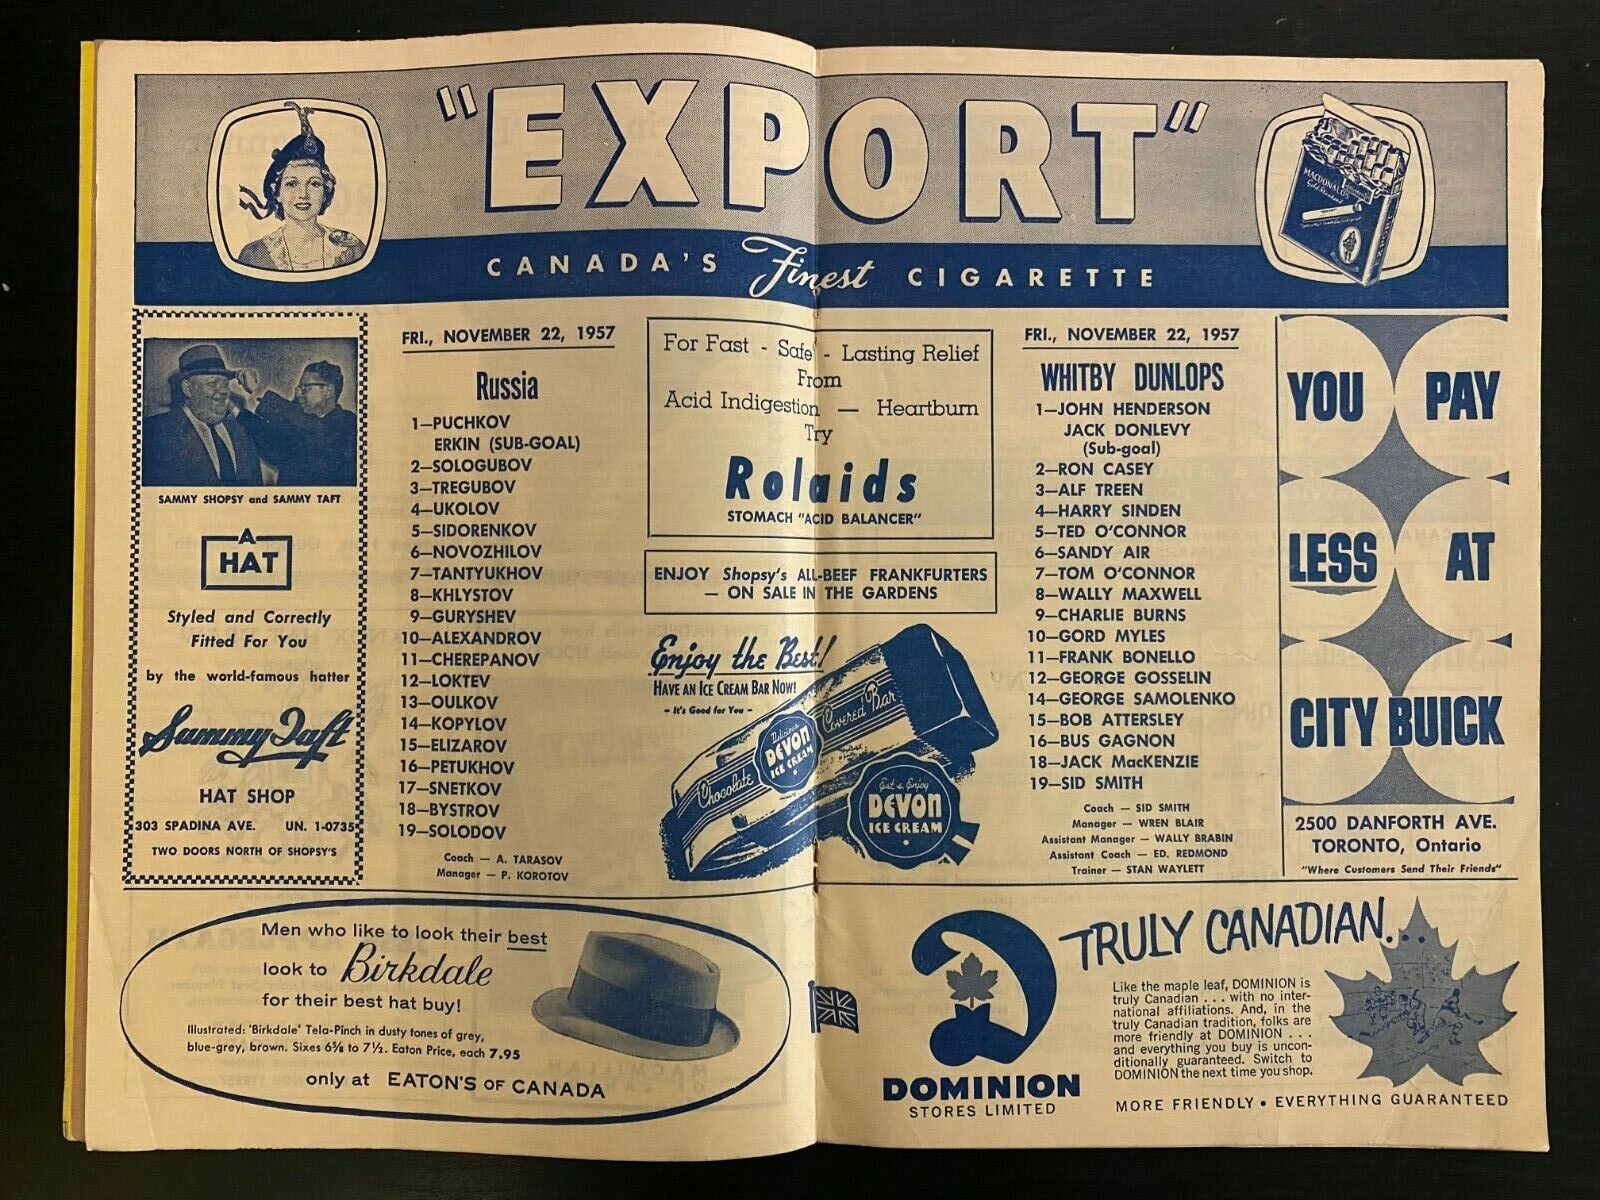 "EXPORT"
CANADA'S Finest CIGARETTE
MACDONALD'S
Gold Standard
SAMMY SHOPSY and SAMMY TAFT
A
HAT
Styled and Correctly
Fitted For You
by the world-famous hatter
Sammy Taft
HAT SHOP
303 SPADINA AVE. UN. 1-0735
TWO DOORS NORTH OF SHOPSY'S
FRI., NOVEMBER 22, 1957
Russia
1—PUCHKOV
ERKIN (SUB-GOAL)
2—SOLOGUBOV
3—TREGUBOV
4—UKOLOV
5—SIDORENKOV
6—NOVOZHILOV
7—TANTYUKHOV
8—KHLYSTOV
9—GURYSHEV
10—ALEXANDROV
11—CHEREPANOV
12—LOKTEV
13—OULKOV
14—KOPYLOV
15—ELIZAROV
16—PETUKHOV
17—SNETKOV
18—BYSTROV
19—SOLODOV
Coach — A. TARASOV
Manager — P. KOROTOV
For Fast - Safe - Lasting Relief
From
Acid Indigestion — Heartburn
Try
Rolaids
STOMACH "ACID BALANCER"
ENJOY Shopsy's ALL-BEEF FRANKFURTERS
— ON SALE IN THE GARDENS
Enjoy the Best!
HAVE AN ICE CREAM BAR NOW!
- It's Good for You -
Chocolate
Delicious
DEVON
ICE CREAM
Covered Bar
Eat & Enjoy
DEVON
ICE CREAM
FRI., NOVEMBER 22, 1957
WHITBY DUNLOPS
1—JOHN HENDERSON
JACK DONLEVY
(Sub-goal)
2—RON CASEY
3—ALF TREEN
4—HARRY SINDEN
5—TED O'CONNOR
6—SANDY AIR
7—TOM O'CONNOR
8—WALLY MAXWELL
9—CHARLIE BURNS
10—GORD MYLES
11—FRANK BONELLO
12—GEORGE GOSSELIN
14—GEORGE SAMOLENKO
15—BOB ATTERSLEY
16—BUS GAGNON
18—JACK MacKENZIE
19—SID SMITH
Coach — SID SMITH
Manager — WREN BLAIR
Assistant Manager — WALLY BRABIN
Assistant Coach — ED. REDMOND
Trainer — STAN WAYLETT
YOU PAY
LESS AT
CITY BUICK
2500 DANFORTH AVE.
TORONTO, Ontario
"Where Customers Send Their Friends"
Men who like to look their best
look to Birkdale
for their best hat buy!
Illustrated: 'Birkdale' Tela-Pinch in dusty tones of grey,
blue-grey, brown. Sixes 6⅝ to 7½. Eaton Price, each 7.95
only at EATON'S OF CANADA
DOMINION
STORES LIMITED
TRULY CANADIAN...
Like the maple leaf, DOMINION is
truly Canadian . . . with no inter-
national affiliations. And, in the
truly Canadian tradition, folks are
more friendly at DOMINION . . .
and everything you buy is uncon-
ditionally guaranteed. Switch to
DOMINION the next time you shop.
MORE FRIENDLY • EVERYTHING GUARANTEED